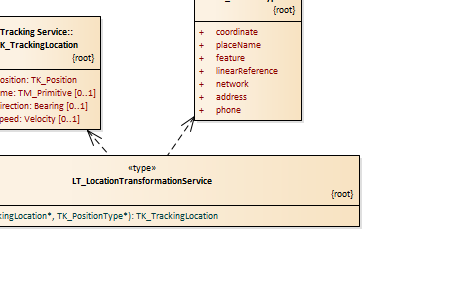 {root}
Tracking Service::
K_TrackingLocation
{root}
+ coordinate
+ placeName
+ feature
+ linearReference
+ network
+ address
+ phone
osition: TK_Position
me: TM_Primitive [0..1]
irection: Bearing [0..1]
peed: Velocity [0..1]
«type»
LT_LocationTransformationService
{root}
kingLocation*, TK_PositionType*): TK_TrackingLocation